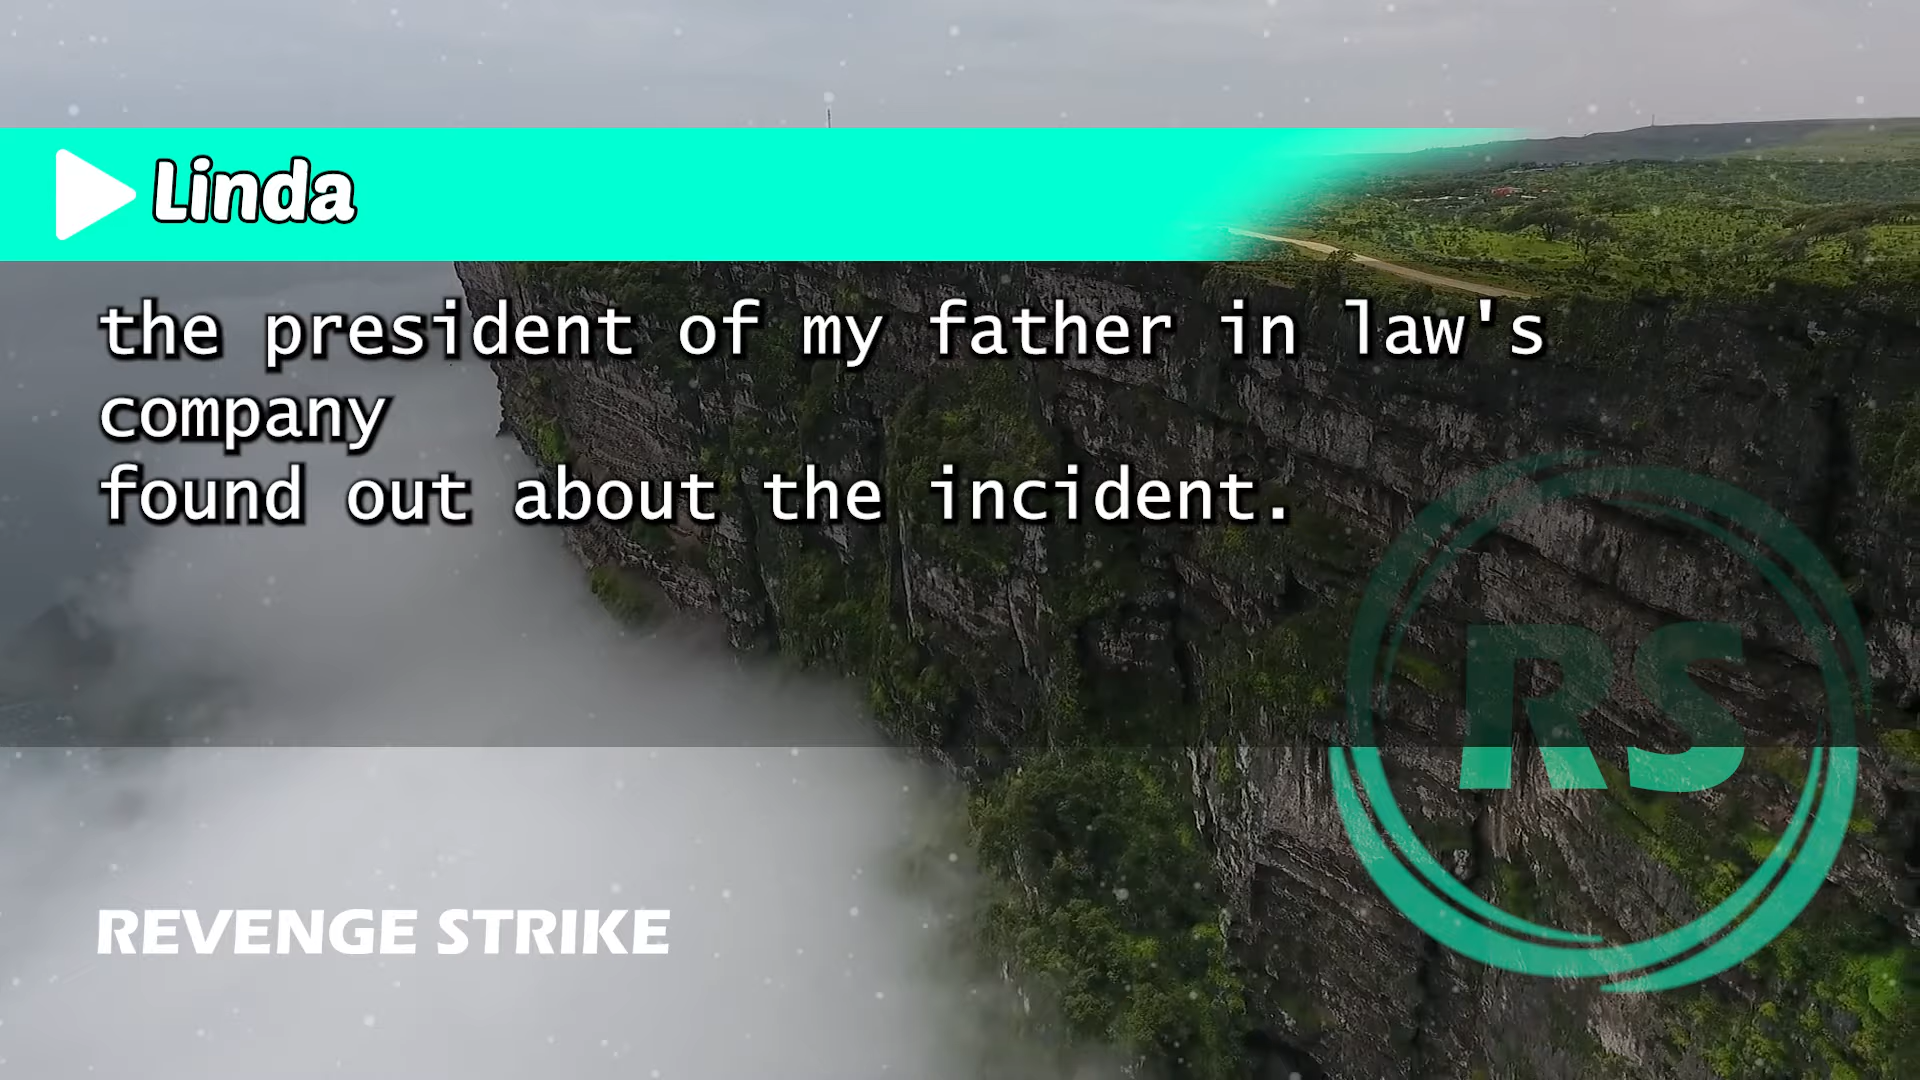 Linda
the president of my father in law's
company
found out about the incident.
RS
REVENGE STRIKE